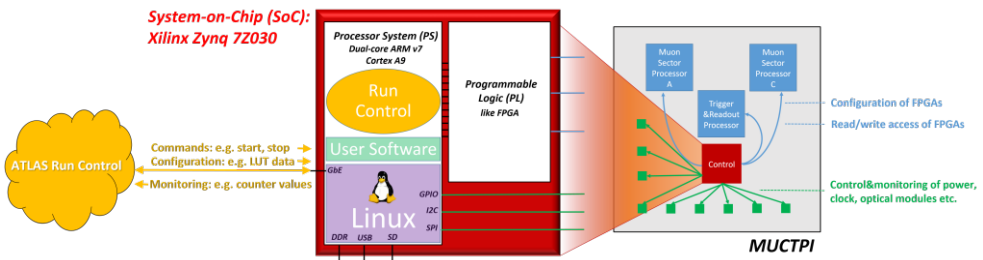 System-on-Chip (SoC):
Xilinx Zynq 7Z030
Processor System (PS)
Dual-core ARM v7
Cortex A9
Run
Control
User Software
Linux
GbE
GPIO
I2C
SPI
DDR
USB
SD
Programmable
Logic (PL)
like FPGA
ATLAS Run Control
Commands: e.g. start, stop
Configuration: e.g. LUT data
Monitoring: e.g. counter values
Muon
Sector
Processor
A
Muon
Sector
Processor
C
Trigger
&Readout
Processor
Control
Configuration of FPGAs
Read/write access of FPGAs
Control&monitoring of power,
clock, optical modules etc.
MUCTPI